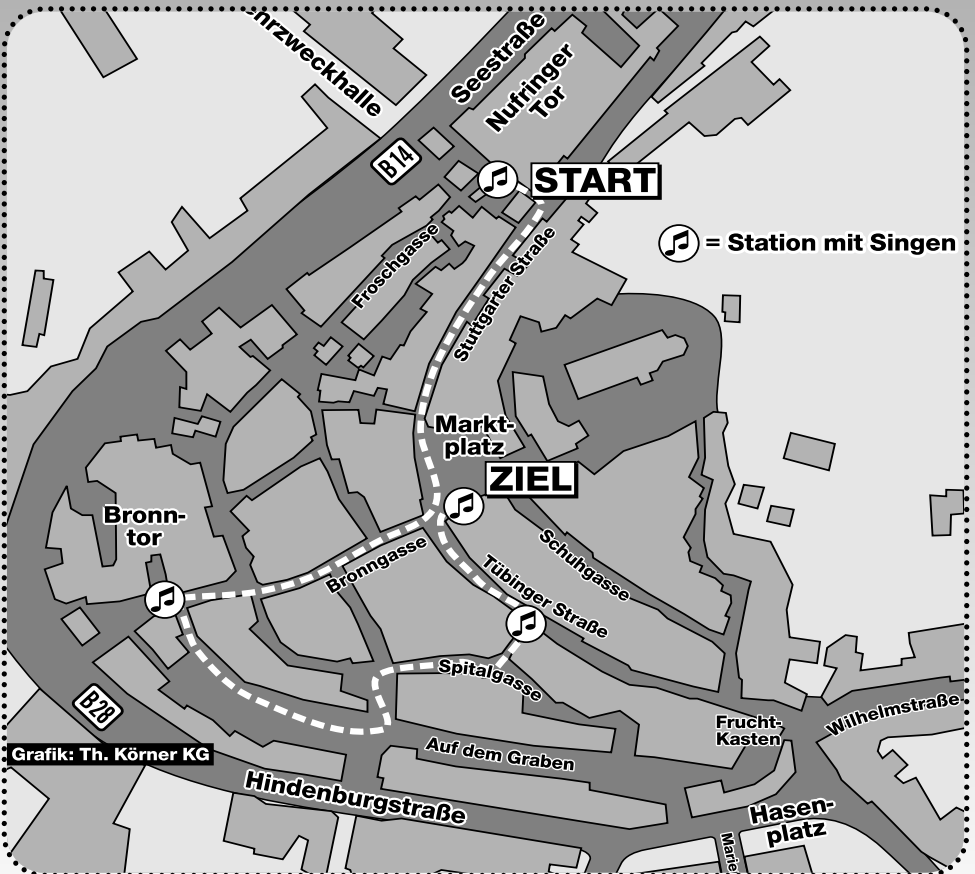 hrzweckhalle
Seestraße
Nufringer
Tor
B14
START
= Station mit Singen
Froschgasse
Stuttgarter Straße
Markt-
platz
ZIEL
Bronn-
tor
Bronngasse
Schuhgasse
Tübinger Straße
Spitalgasse
B28
Frucht-
Kasten
Wilhelmstraße
Grafik: Th. Körner KG
Auf dem Graben
Hindenburgstraße
Hasen-
platz
Marie